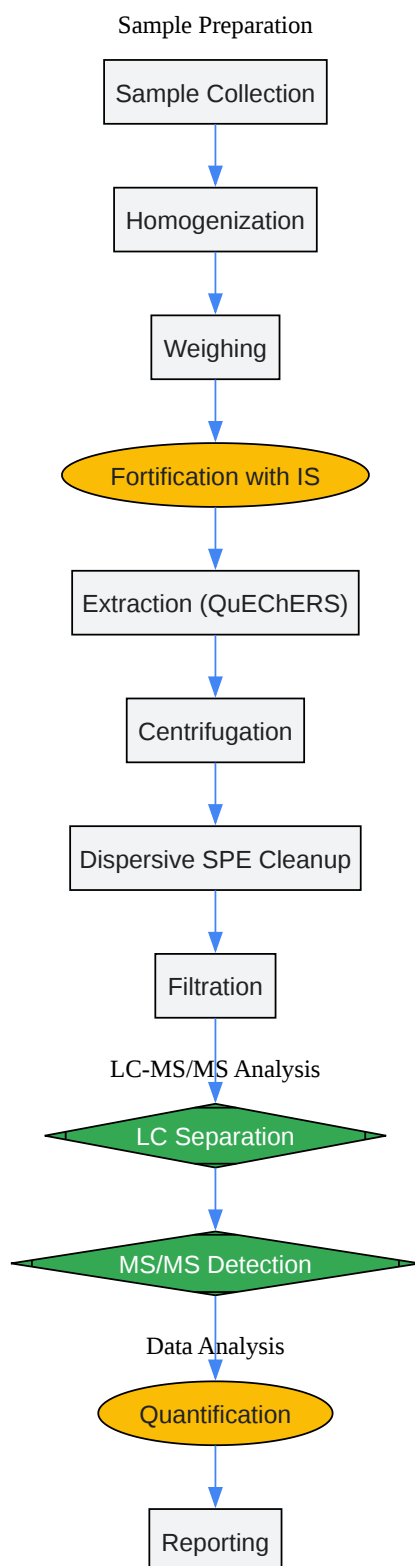 Sample Preparation
Sample Collection
Homogenization
Weighing
Fortification with IS
Extraction (QuEChERS)
Centrifugation
Dispersive SPE Cleanup
Filtration
LC-MS/MS Analysis
LC Separation
MS/MS Detection
Data Analysis
Quantification
Reporting